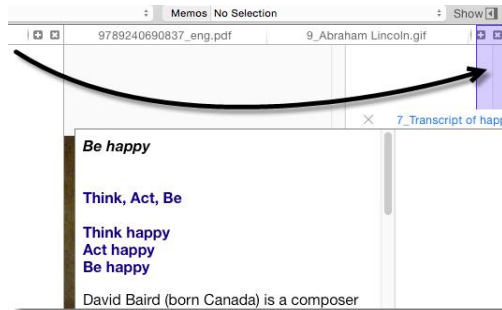 Memos No Selection Show
9789240690837_eng.pdf 9_Abraham Lincoln.gif
7_Transcript of happ
Be happy
Think, Act, Be
Think happy
Act happy
Be happy
David Baird (born Canada) is a composer